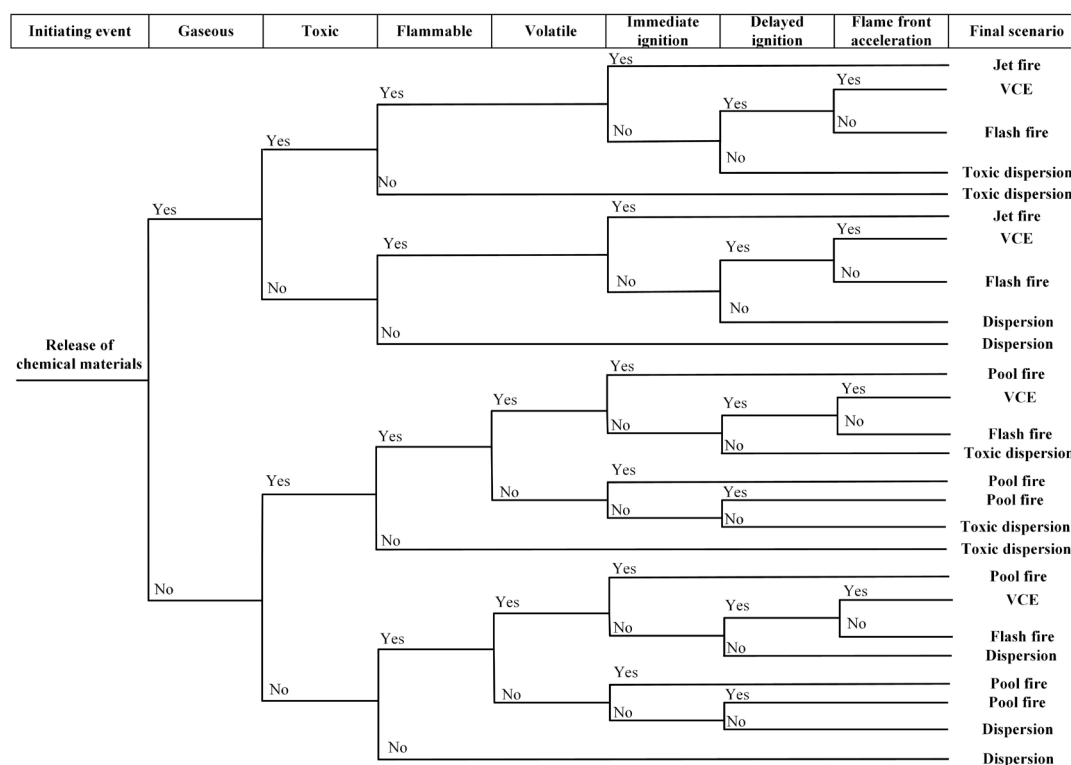 Initiating event Gaseous Toxic Flammable Volatile Immediate ignition Delayed ignition Flame front acceleration Final scenario
Yes Jet fire
Yes Yes VCE
Yes
No No Flash fire
Yes
No Toxic dispersion
No Toxic dispersion
Yes Yes Jet fire
Yes Yes Yes VCE
No No No Flash fire
No Dispersion
No Dispersion
Release of
chemical materials
Yes Pool fire
Yes Yes Yes VCE
No No Flash fire
Yes No Toxic dispersion
Yes Yes Pool fire
No Yes Pool fire
No No Toxic dispersion
No Toxic dispersion
No Yes Pool fire
Yes Yes Yes VCE
Yes No No Flash fire
No Dispersion
Yes Pool fire
No No Yes Pool fire
No No Dispersion
No Dispersion